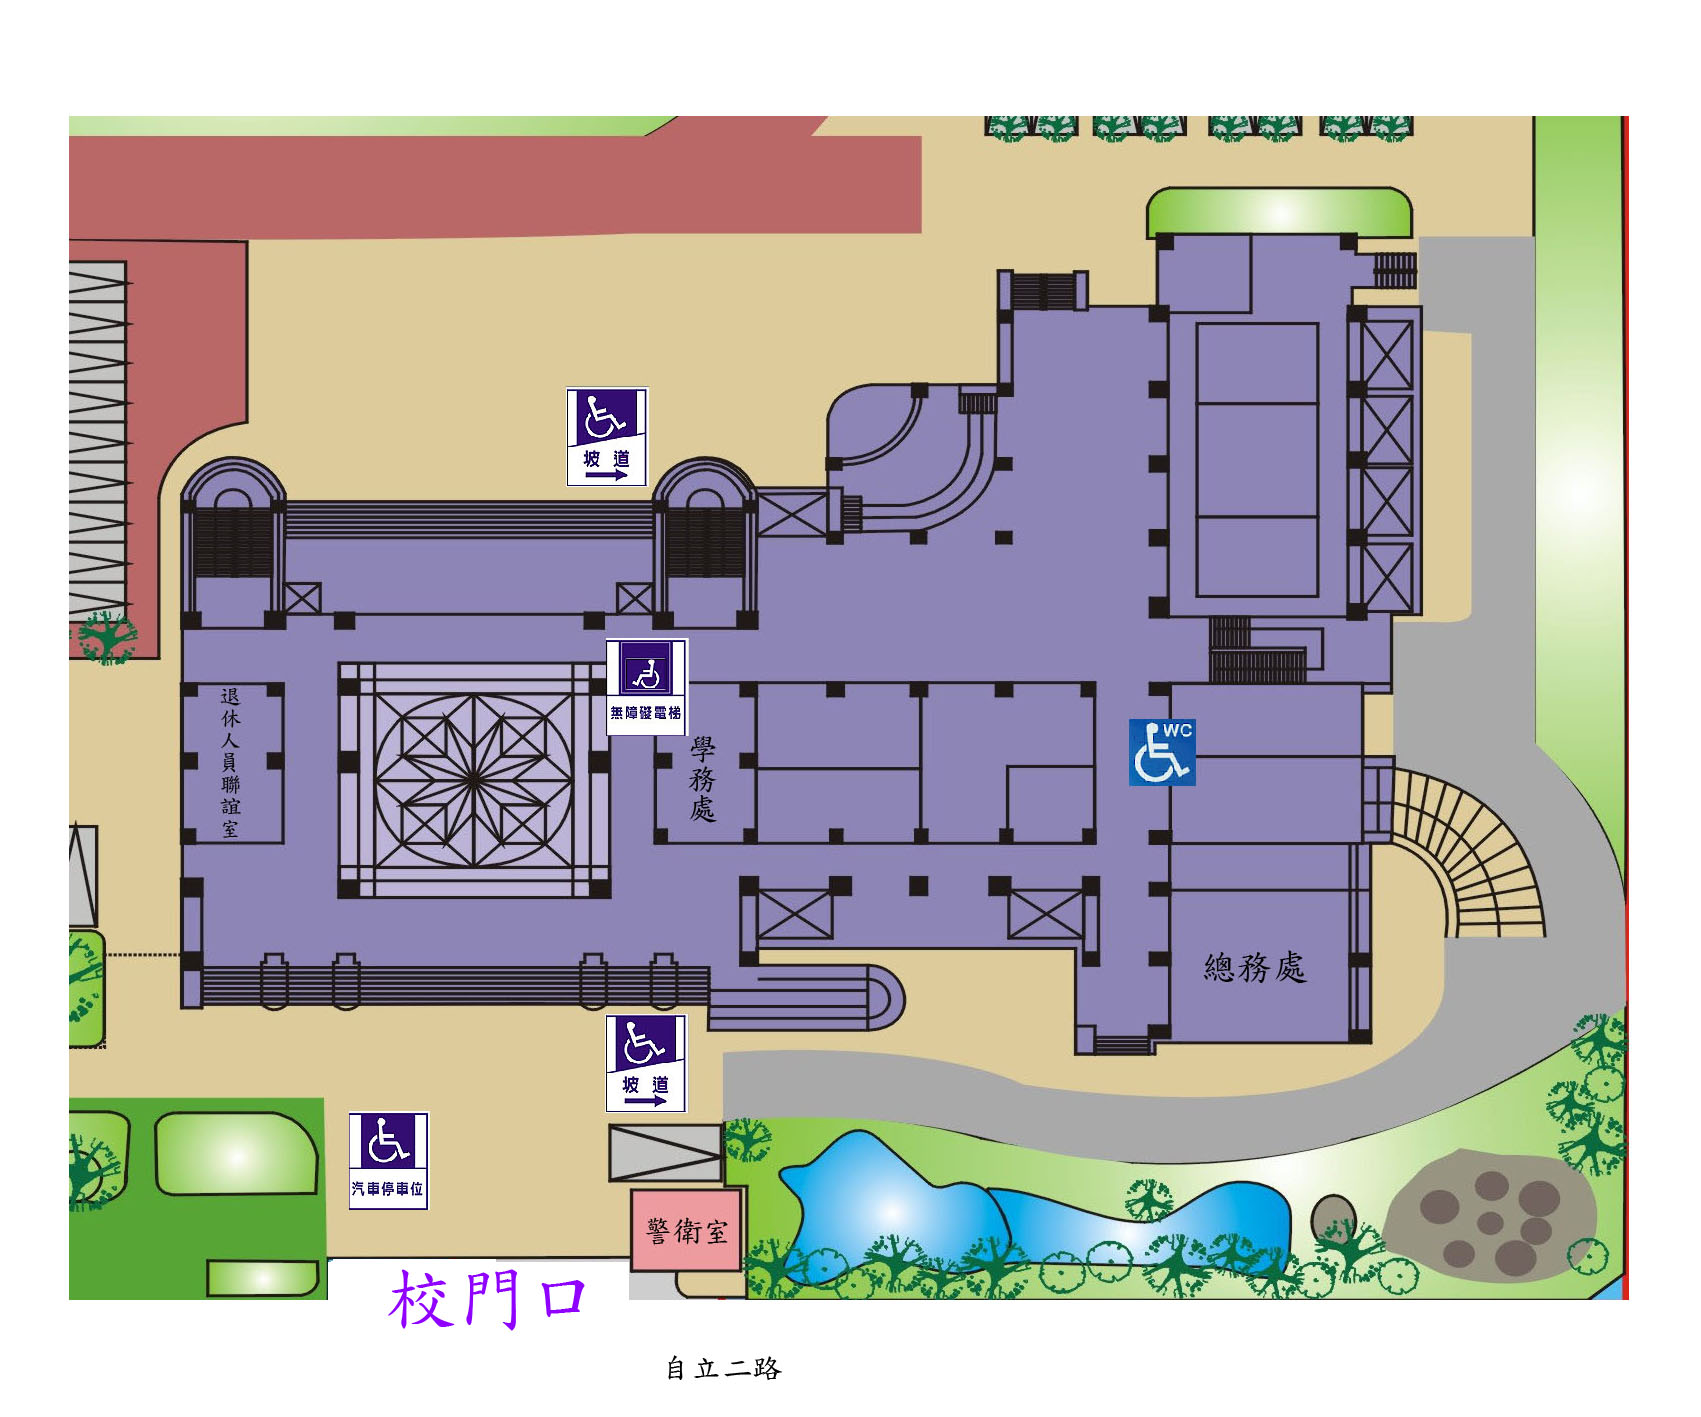 坡道
退休人員聯誼室
無障礙電梯
學務處
WC
總務處
坡道
汽車停車位
警衛室
校門口
自立二路